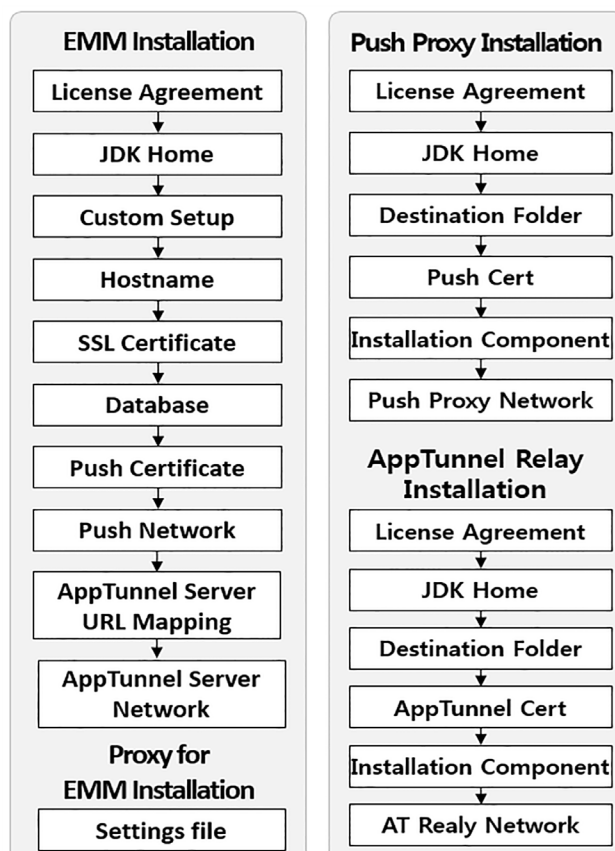 EMM Installation
License Agreement
JDK Home
Custom Setup
Hostname
SSL Certificate
Database
Push Certificate
Push Network
AppTunnel Server
URL Mapping
AppTunnel Server
Network
Proxy for
EMM Installation
Settings file
Push Proxy Installation
License Agreement
JDK Home
Destination Folder
Push Cert
Installation Component
Push Proxy Network
AppTunnel Relay
Installation
License Agreement
JDK Home
Destination Folder
AppTunnel Cert
Installation Component
AT Realy Network